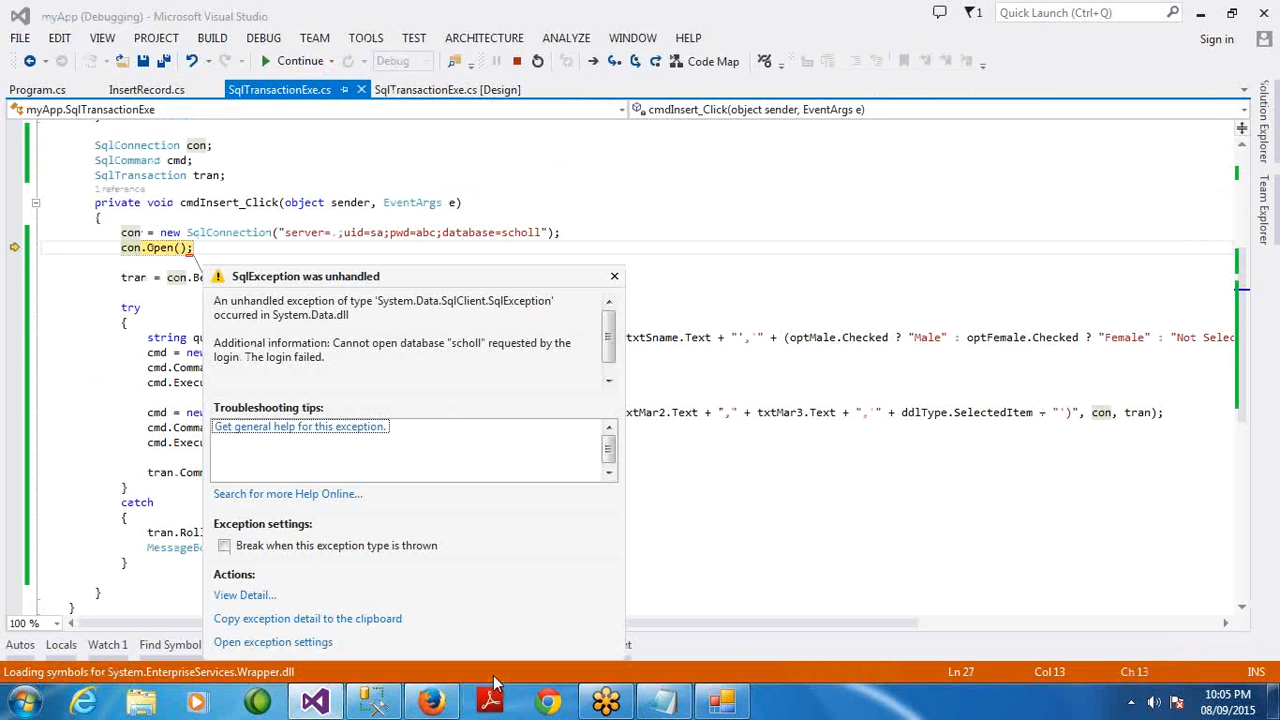 myApp (Debugging) - Microsoft Visual Studio
1
Quick Launch (Ctrl+Q)
FILE EDIT VIEW PROJECT BUILD DEBUG TEAM TOOLS TEST ARCHITECTURE ANALYZE WINDOW HELP
Sign in
Continue Debug Code Map
Program.cs InsertRecord.cs SqlTransactionExe.cs SqlTransactionExe.cs [Design]
myApp.SqlTransactionExe cmdInsert_Click(object sender, EventArgs e)
Solution Explorer
Team Explorer
SqlConnection con;
SqlCommand cmd;
SqlTransaction tran;
1 reference
private void cmdInsert_Click(object sender, EventArgs e)
{
con = new SqlConnection("server=.;uid=sa;pwd=abc;database=scholl");
con.Open();
tran = con.Be
try
{
string qu txtSname.Text + "','" + (optMale.Checked ? "Male" : optFemale.Checked ? "Female" : "Not Selec
cmd = new
cmd.Comma
cmd.Execu
cmd = new txtMar2.Text + "," + txtMar3.Text + ",'" + ddlType.SelectedItem + "')", con, tran);
cmd.Comma
cmd.Execu
tran.Comm
}
catch
{
tran.Roll
MessageBo
}
}
}
SqlException was unhandled
An unhandled exception of type 'System.Data.SqlClient.SqlException'
occurred in System.Data.dll
Additional information: Cannot open database "scholl" requested by the
login. The login failed.
Troubleshooting tips:
Get general help for this exception.
Search for more Help Online...
Exception settings:
Break when this exception type is thrown
Actions:
View Detail...
Copy exception detail to the clipboard
Open exception settings
100 %
Autos Locals Watch 1 Find Symbol
Loading symbols for System.EnterpriseServices.Wrapper.dll Ln 27 Col 13 Ch 13 INS
10:05 PM
08/09/2015